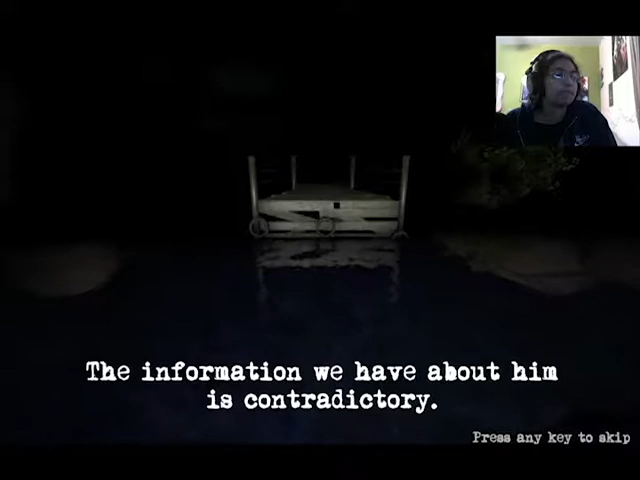 The information we have about him
is contradictory.
Press any key to skip